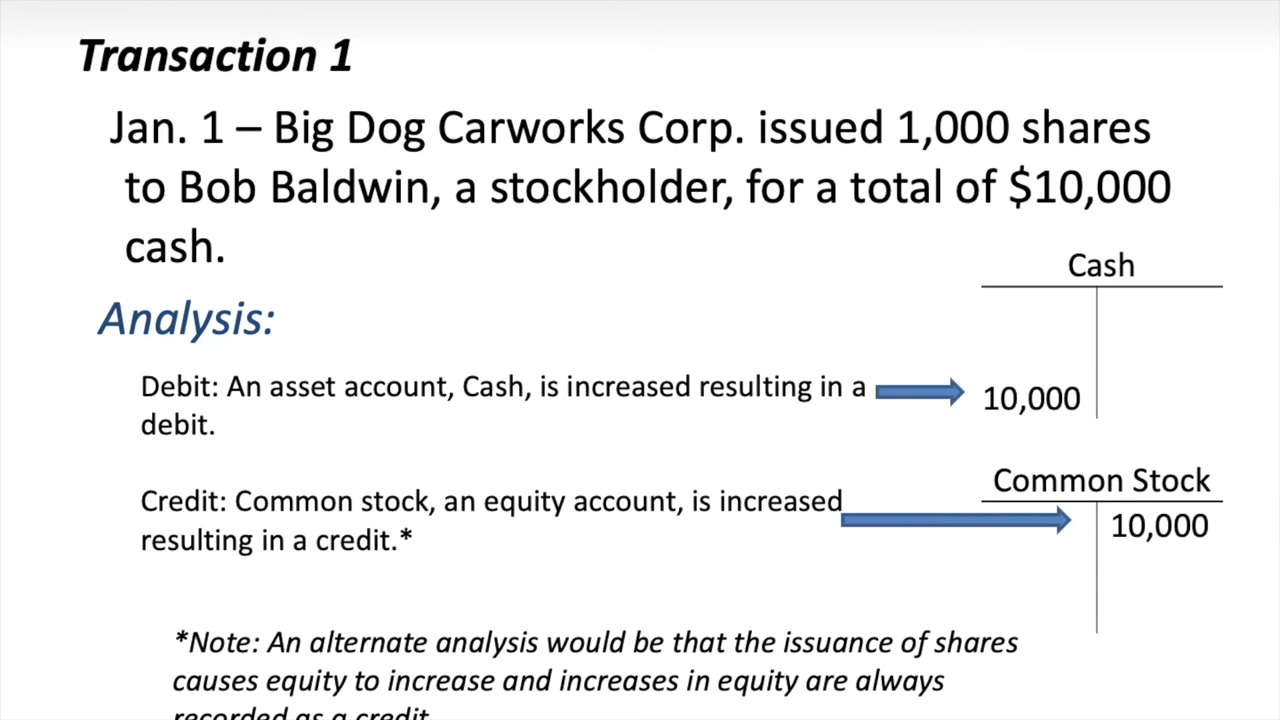 Transaction 1
Jan. 1 – Big Dog Carworks Corp. issued 1,000 shares
to Bob Baldwin, a stockholder, for a total of $10,000
cash.
Cash
Analysis:
Debit: An asset account, Cash, is increased resulting in a
debit.
10,000
Common Stock
Credit: Common stock, an equity account, is increased
resulting in a credit.*
10,000
*Note: An alternate analysis would be that the issuance of shares
causes equity to increase and increases in equity are always
recorded as a credit